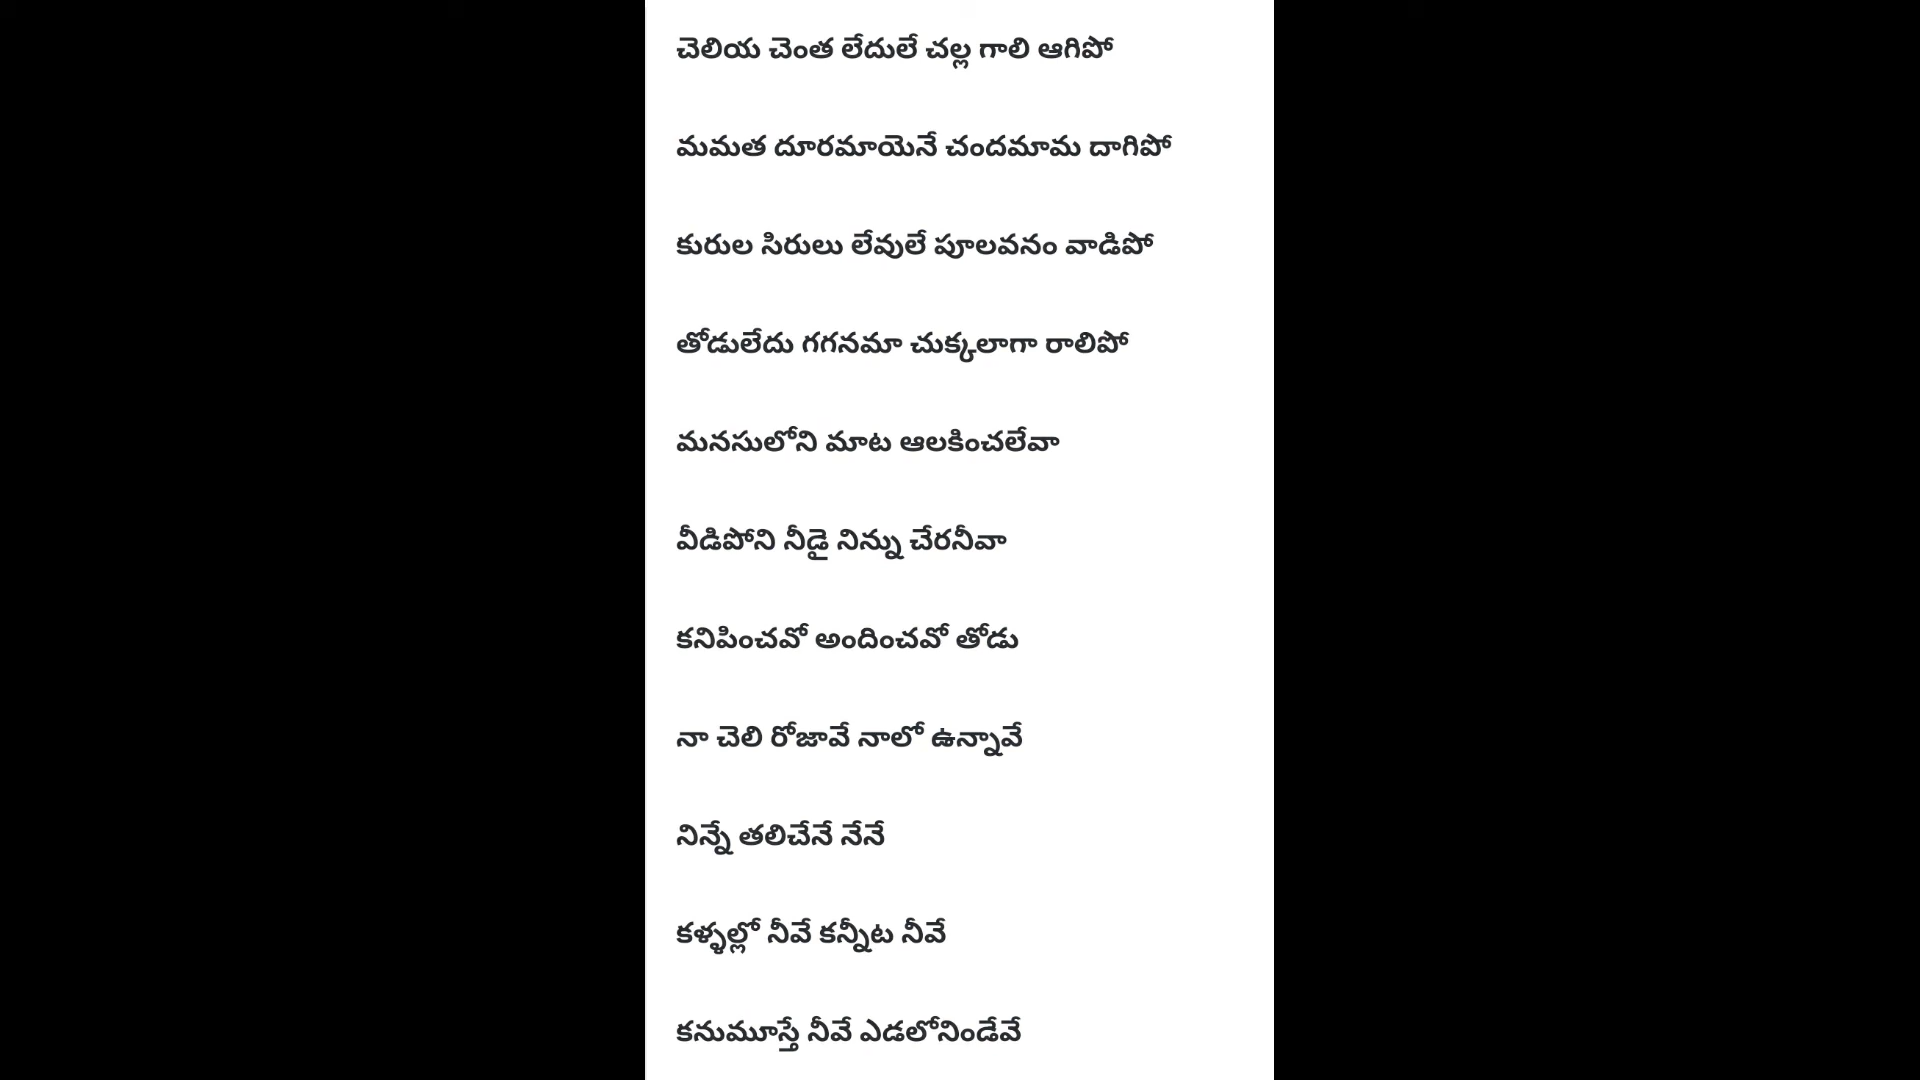 చెలియ చెంత లేదులే చల్ల గాలి ఆగిపో
మమత దూరమాయెనే చందమామ దాగిపో
కురుల సిరులు లేవులే పూలవనం వాడిపో
తోడులేదు గగనమా చుక్కలాగా రాలిపో
మనసులోని మాట ఆలకించలేవా
వీడిపోని నీడై నిన్ను చేరనీవా
కనిపించవో అందించవో తోడు
నా చెలి రోజావే నాలో ఉన్నావే
నిన్నే తలిచేనే నేనే
కళ్ళల్లో నీవే కన్నీట నీవే
కనుమూస్తే నీవే ఎడలోనిండేవే